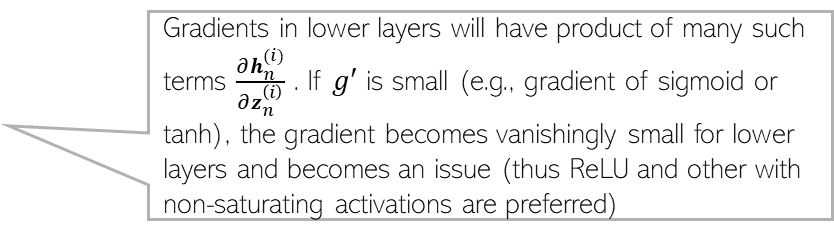 Gradients in lower layers will have product of many such
terms ∂h_n^(i)/∂z_n^(i) . If g′ is small (e.g., gradient of sigmoid or
tanh), the gradient becomes vanishingly small for lower
layers and becomes an issue (thus ReLU and other with
non-saturating activations are preferred)